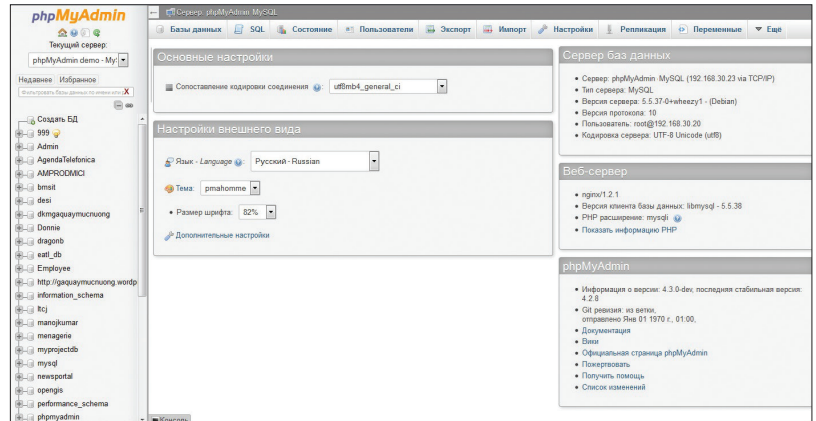 phpMyAdmin
Текущий сервер:
phpMyAdmin demo - My:
Недавнее Избранное
Фильтровать базы данных по имени или X
Создать БД
999
Admin
AgendaTelefonica
AMPRODMICI
bmsit
desi
dkmgaquaymucnuong
Donnie
dragonb
eatl_db
Employee
http://gaquaymucnuong.wordp
information_schema
ltcj
manojkumar
menagerie
myprojectdb
mysql
newsportal
opengis
performance_schema
phpmyadmin
Сервер: phpMyAdmin MySQL
Базы данных SQL Состояние Пользователи Экспорт Импорт Настройки Репликация Переменные Ещё
Основные настройки
Сопоставление кодировки соединения : utf8mb4_general_ci
Настройки внешнего вида
Язык - Language : Русский - Russian
Тема: pmahomme
Размер шрифта: 82%
Дополнительные настройки
Сервер баз данных
Сервер: phpMyAdmin MySQL (192.168.30.23 via TCP/IP)
Тип сервера: MySQL
Версия сервера: 5.5.37-0+wheezy1 - (Debian)
Версия протокола: 10
Пользователь: root@192.168.30.20
Кодировка сервера: UTF-8 Unicode (utf8)
Веб-сервер
nginx/1.2.1
Версия клиента базы данных: libmysql - 5.5.38
PHP расширение: mysqli
Показать информацию PHP
phpMyAdmin
Информация о версии: 4.3.0-dev, последняя стабильная версия:
4.2.8
Git ревизия: из ветки,
отправлено Янв 01 1970 г., 01:00,
Документация
Вики
Официальная страница phpMyAdmin
Пожертвовать
Получить помощь
Список изменений
Консоль